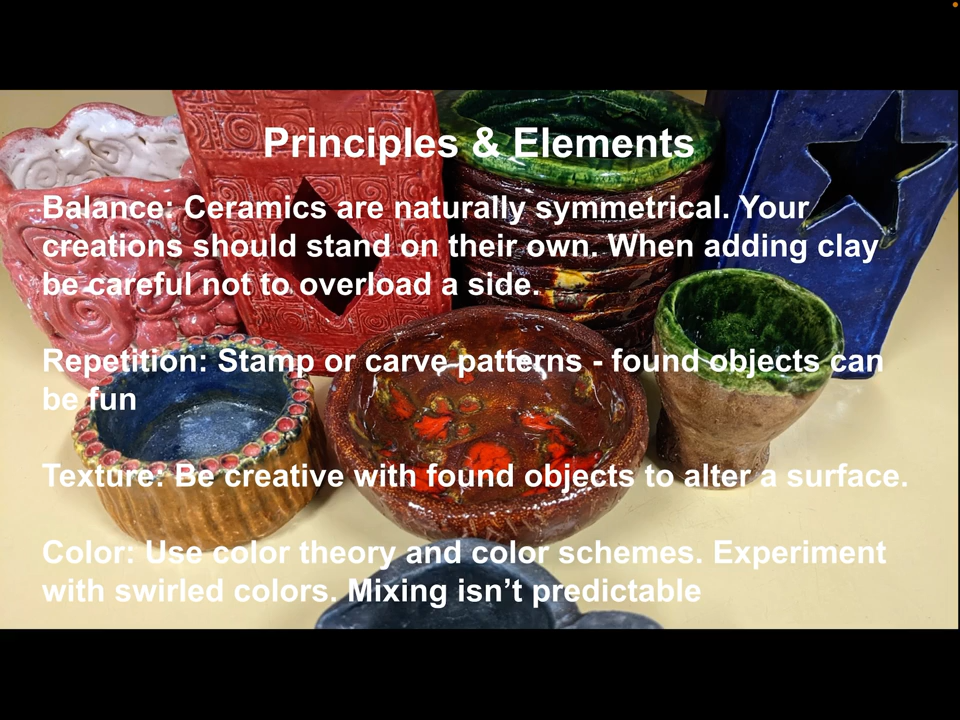 Principles & Elements
Balance: Ceramics are naturally symmetrical. Your
creations should stand on their own. When adding clay
be careful not to overload a side.
Repetition: Stamp or carve patterns - found objects can
be fun
Texture: Be creative with found objects to alter a surface.
Color: Use color theory and color schemes. Experiment
with swirled colors. Mixing isn’t predictable